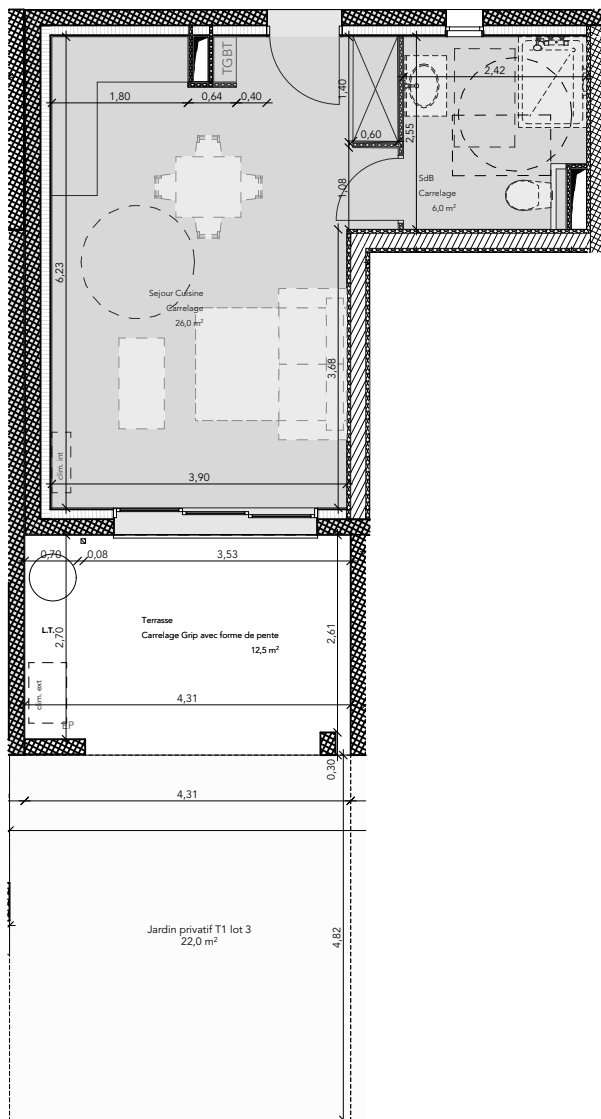 TGBT
2,42
1,80
0,64
0,40
1,40
0,60
2,55
1,08
SdB
Carrelage
6,0 m²
6,23
Sejour Cuisine
Carrelage
26,0 m²
3,68
clim. int
3,90
0,70
0,08
3,53
L.T.
2,70
Terrasse
Carrelage Grip avec forme de pente
12,5 m²
2,61
clim. ext
4,31
EP
0,30
4,31
Jardin privatif T1 lot 3
22,0 m²
4,82